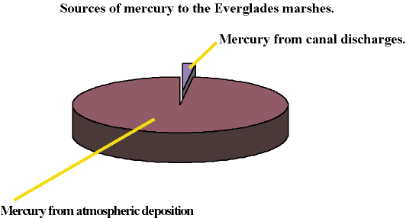 Sources of mercury to the Everglades marshes.
Mercury from canal discharges.
Mercury from atmospheric deposition